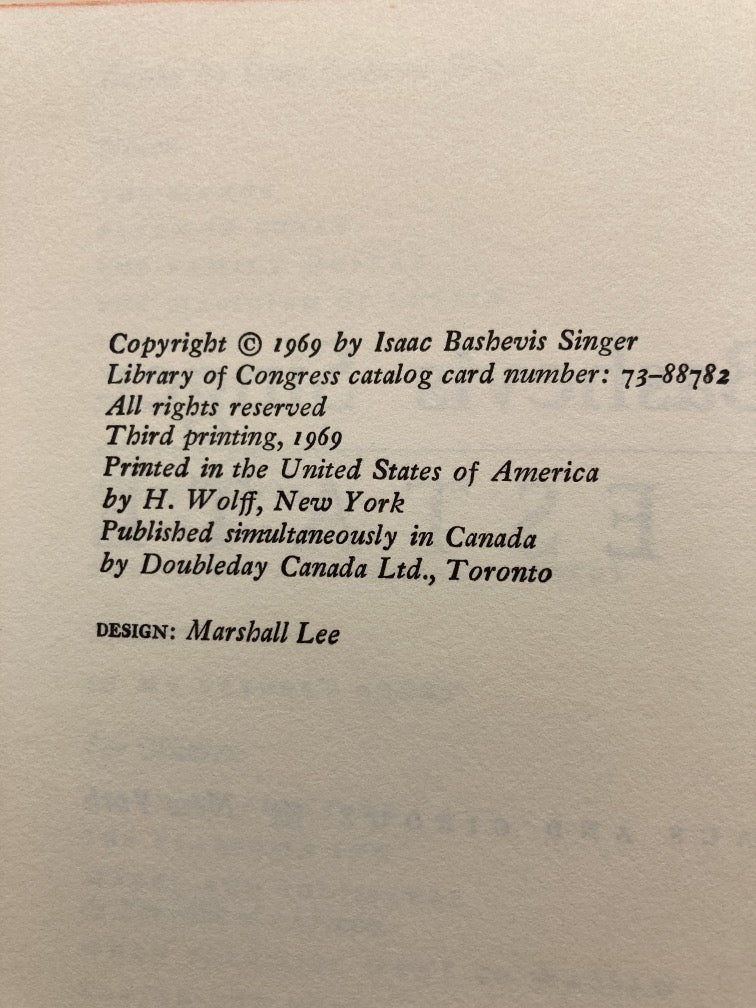 Copyright © 1969 by Isaac Bashevis Singer
Library of Congress catalog card number: 73–88782
All rights reserved
Third printing, 1969
Printed in the United States of America
by H. Wolff, New York
Published simultaneously in Canada
by Doubleday Canada Ltd., Toronto
DESIGN: Marshall Lee